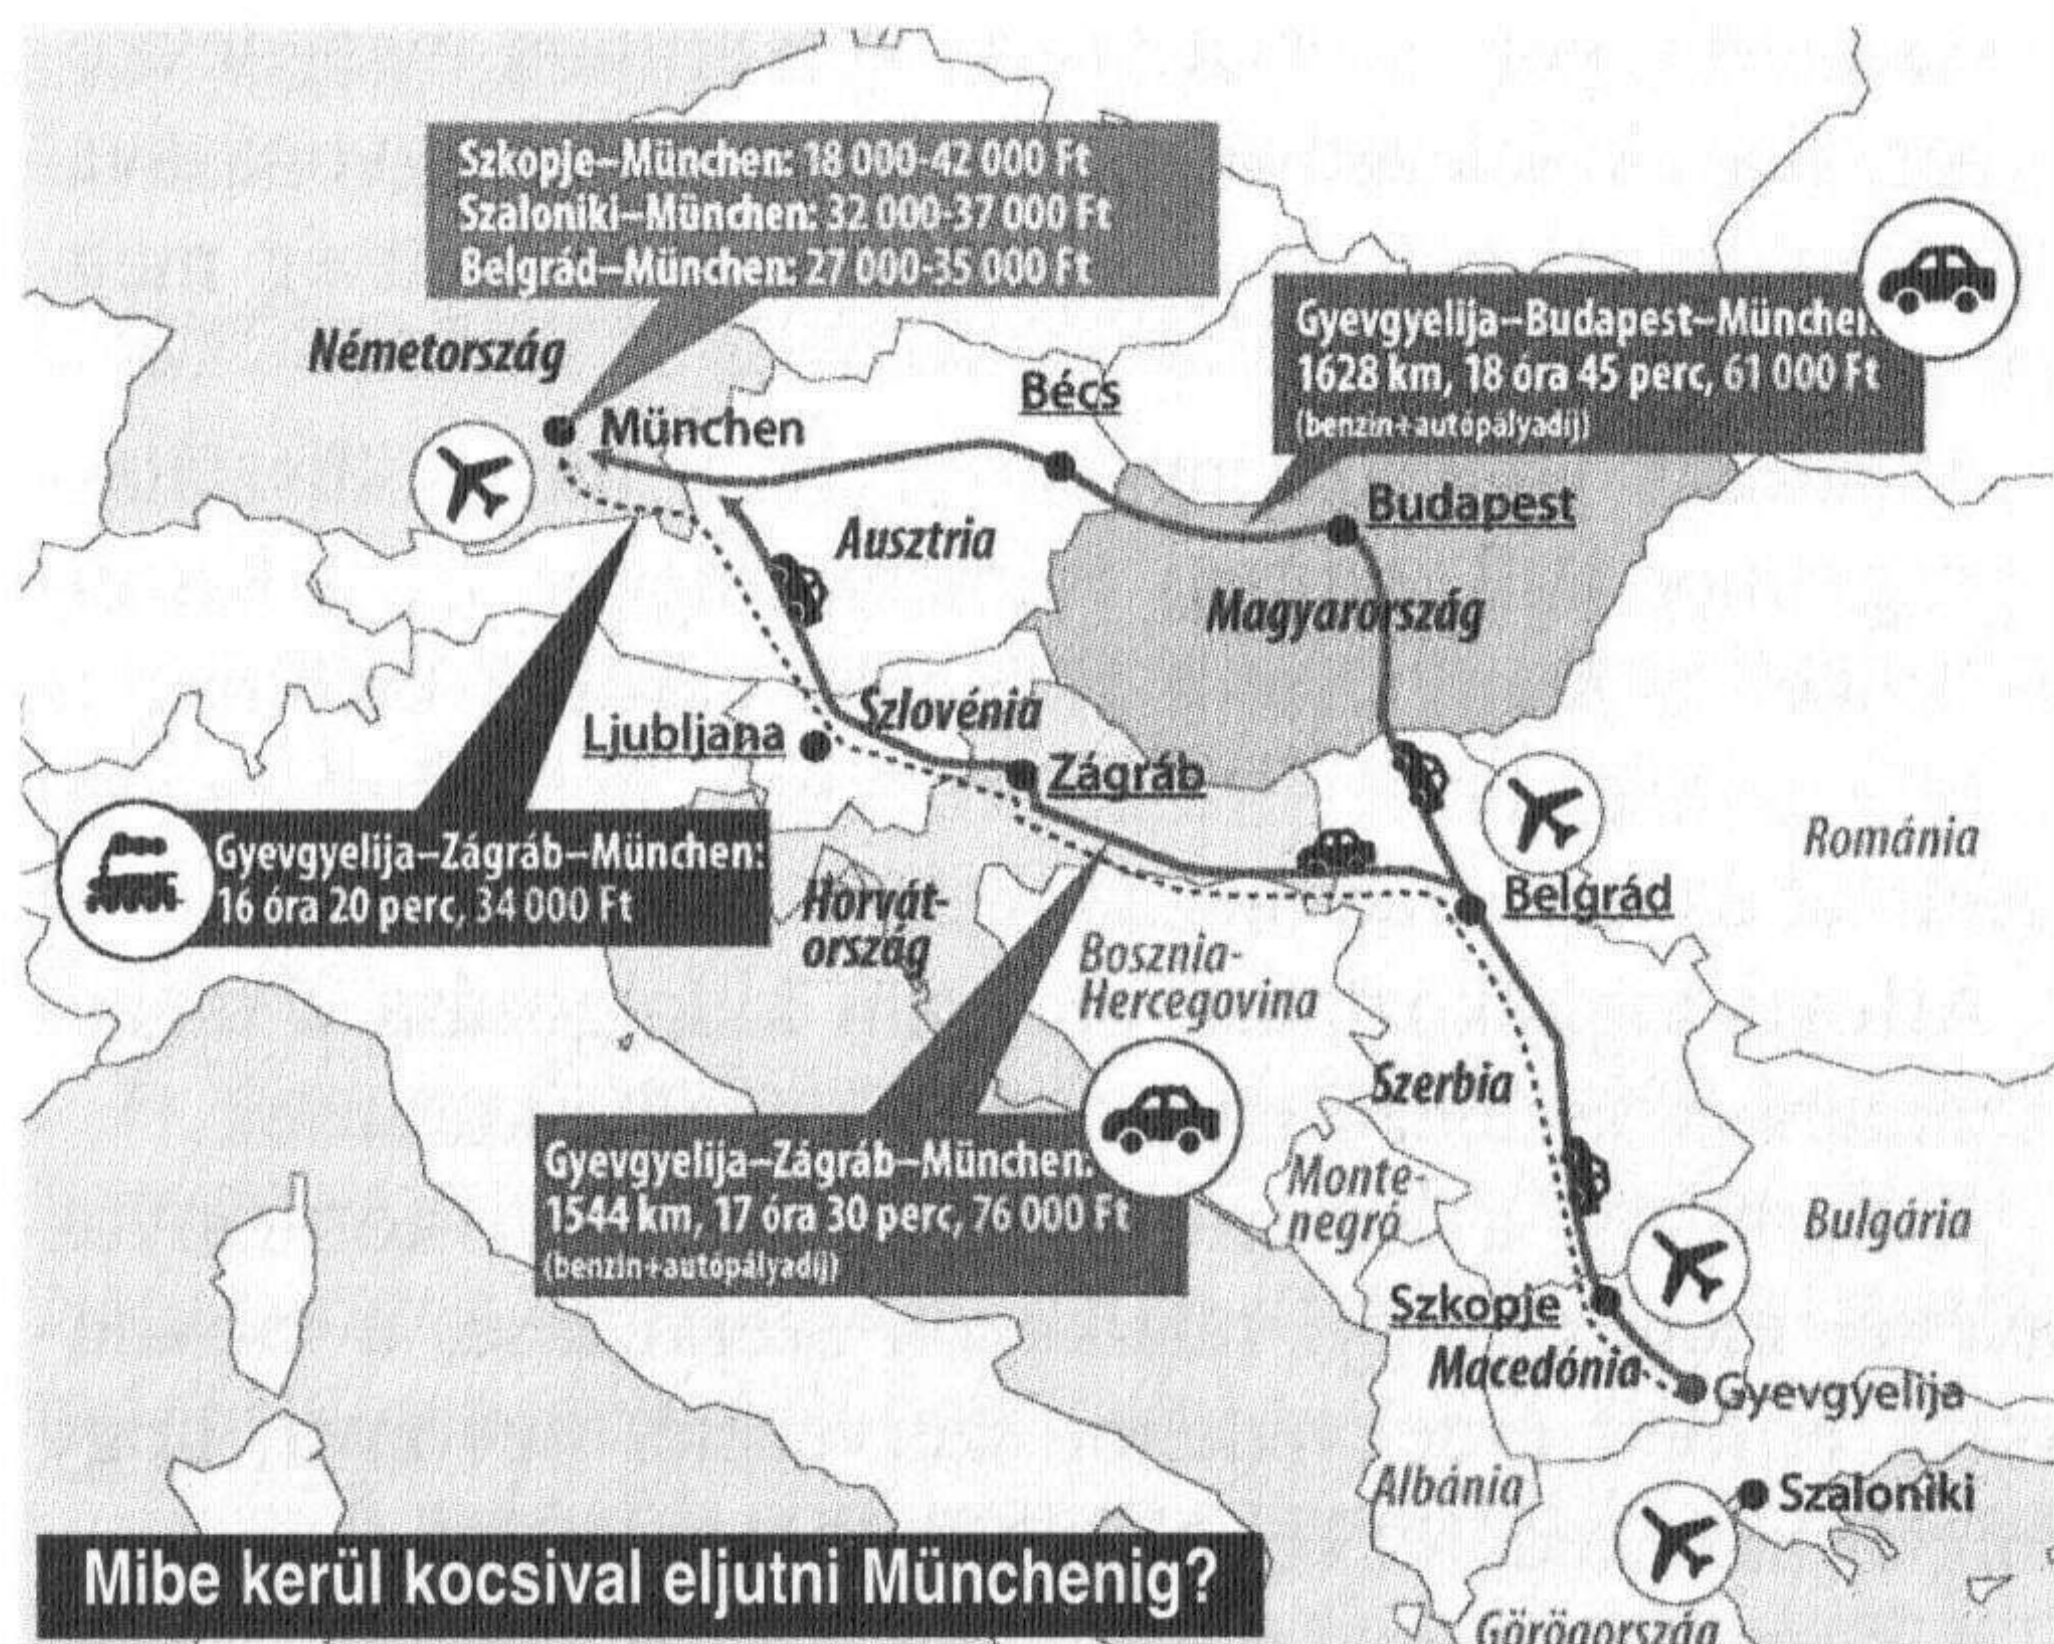 Szkopje–München: 18 000-42 000 Ft
Szaloniki–München: 32 000-37 000 Ft
Belgrád–München: 27 000-35 000 Ft
Gyevgyelija–Budapest–München
1628 km, 18 óra 45 perc, 61 000 Ft
(benzin+autópályadíj)
Németország
Bécs
München
Budapest
Ausztria
Magyarország
Szlovénia
Ljubljana
Zágráb
Románia
Gyevgyelija–Zágráb–München:
16 óra 20 perc, 34 000 Ft
Belgrád
Horvát-
ország
Bosznia-
Hercegovina
Szerbia
Gyevgyelija–Zágráb–München:
1544 km, 17 óra 30 perc, 76 000 Ft
(benzin+autópályadíj)
Monte-
negró
Bulgária
Szkopje
Macedónia
Gyevgyelija
Albánia
Szaloniki
Mibe kerül kocsival eljutni Münchenig?
Görögország